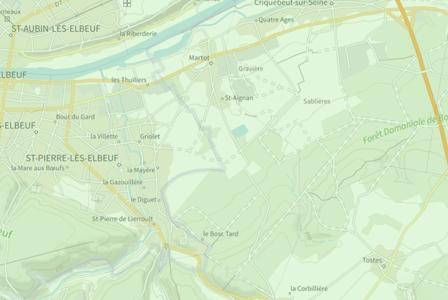 Criquebeuf-sur-Seine
Quatre Ages
ST-AUBIN-LÈS-ELBEUF
la Riberderie
Martot
Gravière
ELBEUF
les Thuilliers
St-Aignan
Sablières
Bout du Gard
S-ELBEUF
la Villette
Griolet
Forêt Domaniale de Bo
ST-PIERRE-LÈS-ELBEUF
la Mare aux Bœufs
la Mayère
la Gazouillère
le Diguet
St-Pierre de Lierroult
le Bosc Tard
Tostes
la Corbillière